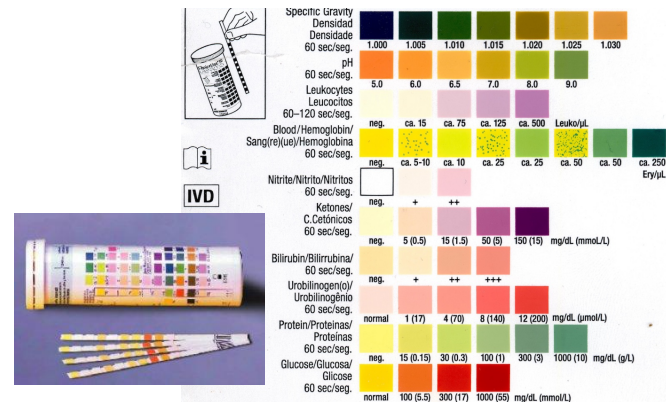 Specific Gravity
Densidad
Densidade
60 sec/seg.
1.000 1.005 1.010 1.015 1.020 1.025 1.030
pH
60 sec/seg.
5.0 6.0 6.5 7.0 8.0 9.0
Leukocytes
Leucocitos
60–120 sec/seg.
neg. ca. 15 ca. 75 ca. 125 ca. 500 Leuko/µL
Blood/Hemoglobin/
Sang(re)(ue)/Hemoglobina
60 sec/seg.
neg. ca. 5-10 ca. 10 ca. 25 ca. 25 ca. 50 ca. 50 ca. 250
Ery/µL
Nitrite/Nitrito/Nitritos
60 sec/seg.
neg. + ++
Ketones/
C.Cetónicos
60 sec/seg.
neg. 5 (0.5) 15 (1.5) 50 (5) 150 (15) mg/dL (mmoL/L)
Bilirubin/Bilirrubina/
60 sec/seg.
neg. + ++ +++
Urobilinogen(o)/
Urobilinogênio
60 sec/seg.
normal 1 (17) 4 (70) 8 (140) 12 (200) mg/dL (µmol/L)
Protein/Proteinas/
Proteínas
60 sec/seg.
neg. 15 (0.15) 30 (0.3) 100 (1) 300 (3) 1000 (10) mg/dL (g/L)
Glucose/Glucosa/
Glicose
60 sec/seg.
normal 100 (5.5) 300 (17) 1000 (55) mg/dL (mmol/L)
i
IVD